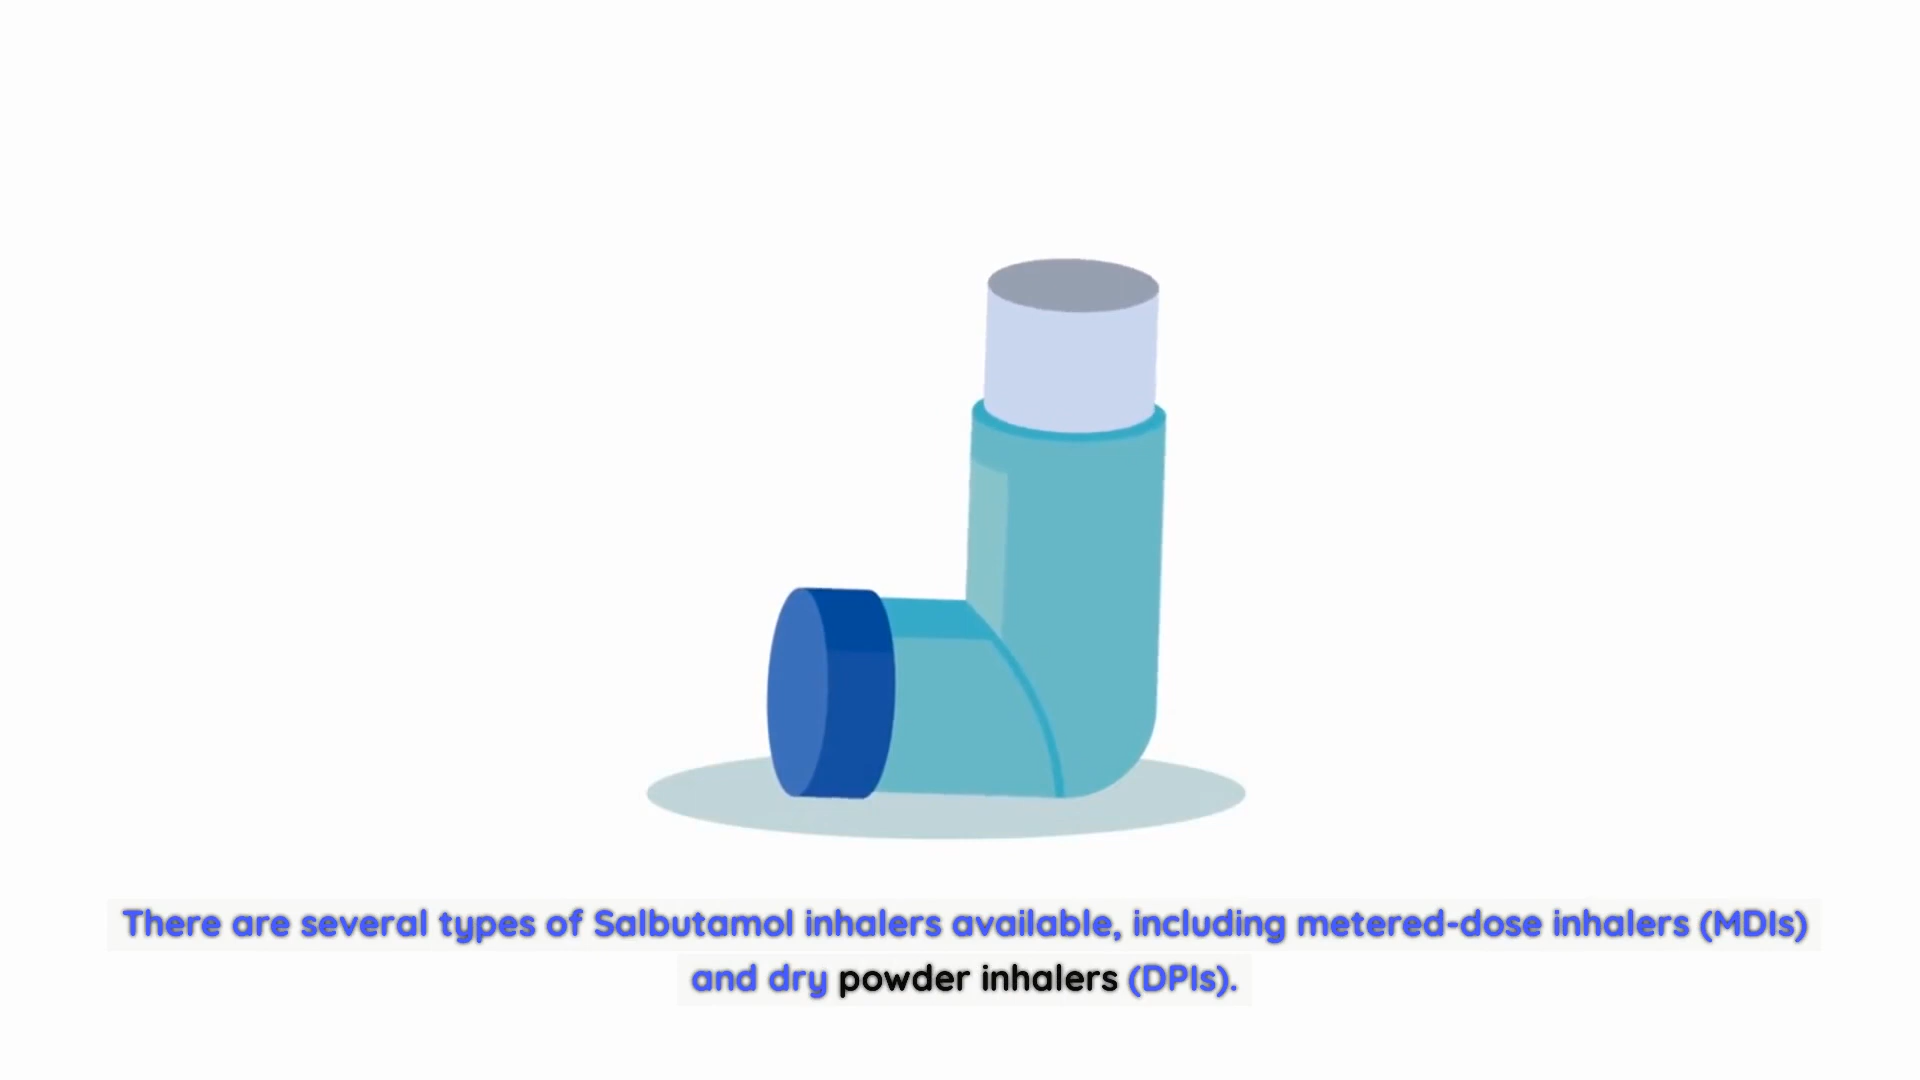 There are several types of Salbutamol inhalers available, including metered-dose inhalers (MDIs)
and dry powder inhalers (DPIs).